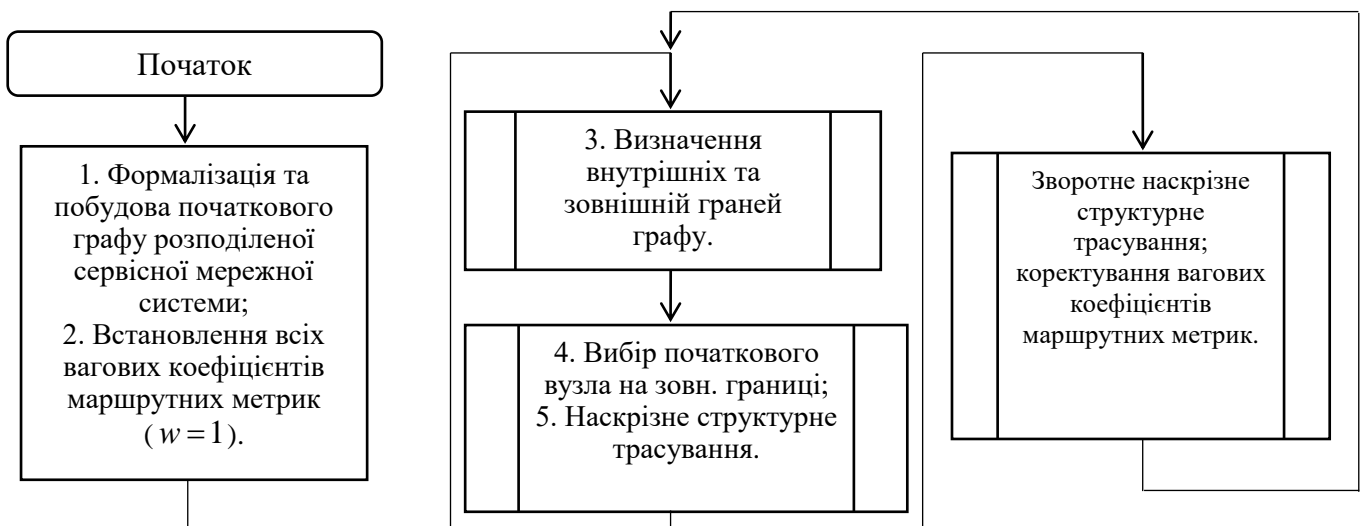 Початок
1. Формалізація та
побудова початкового
графу розподіленої
сервісної мережної
системи;
2. Встановлення всіх
вагових коефіцієнтів
маршрутних метрик
( w = 1 ).
3. Визначення
внутрішніх та
зовнішній граней
графу.
4. Вибір початкового
вузла на зовн. границі;
5. Наскрізне структурне
трасування.
Зворотне наскрізне
структурне
трасування;
коректування вагових
коефіцієнтів
маршрутних метрик.